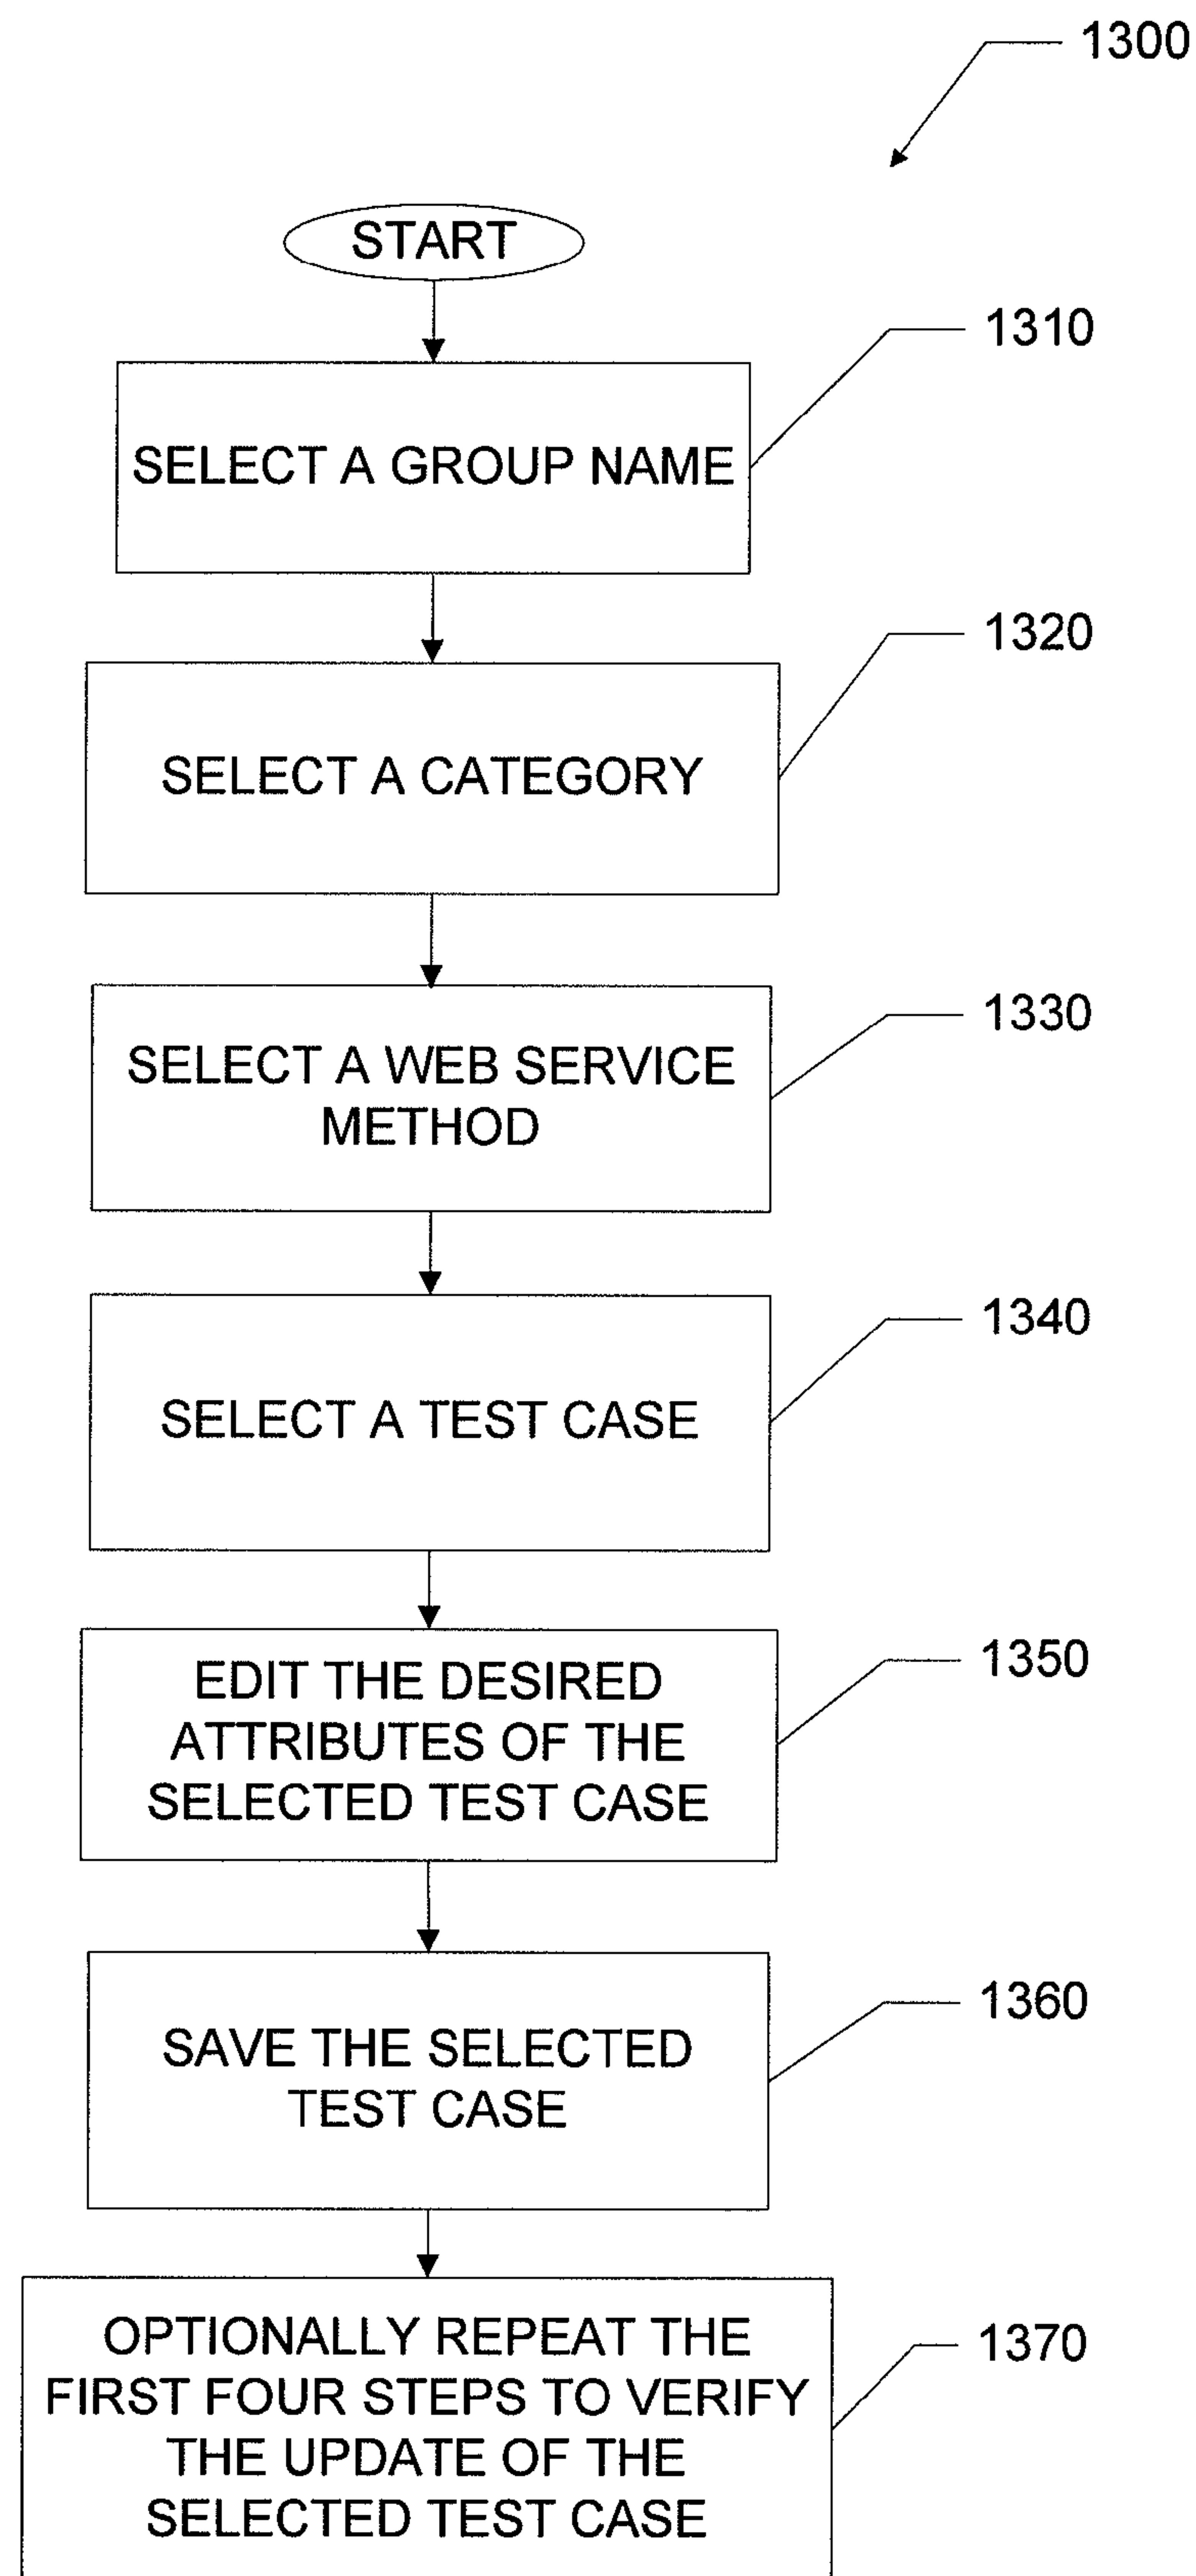 1300
START
1310
SELECT A GROUP NAME
1320
SELECT A CATEGORY
1330
SELECT A WEB SERVICE
METHOD
1340
SELECT A TEST CASE
1350
EDIT THE DESIRED
ATTRIBUTES OF THE
SELECTED TEST CASE
1360
SAVE THE SELECTED
TEST CASE
1370
OPTIONALLY REPEAT THE
FIRST FOUR STEPS TO VERIFY
THE UPDATE OF THE
SELECTED TEST CASE